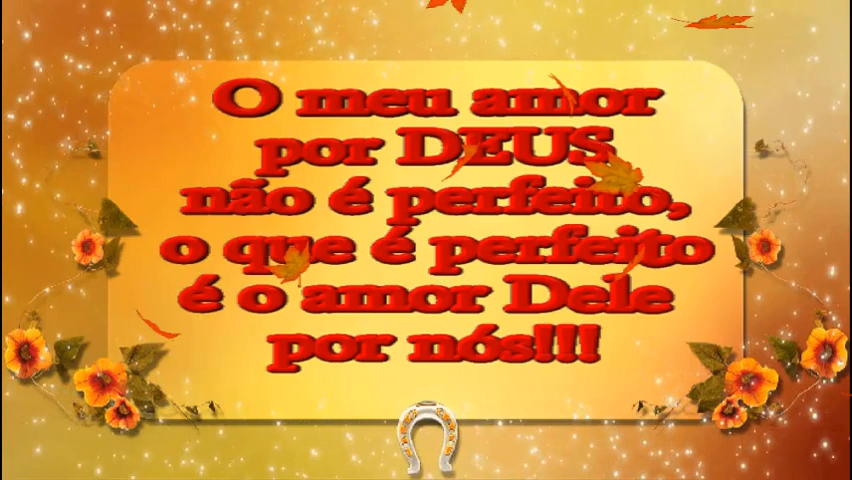 O meu amor
por DEUS
não é perfeito,
o que é perfeito
é o amor Dele
por nós!!!